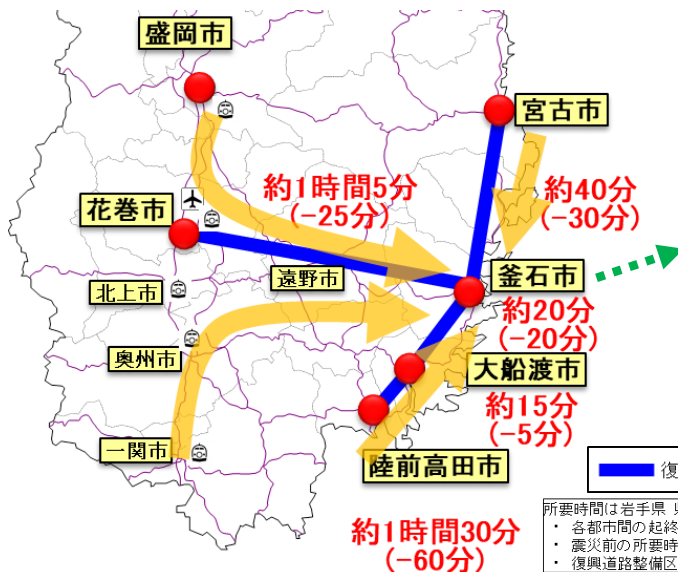 盛岡市
宮古市
約1時間5分
(-25分)
約40分
(-30分)
花巻市
遠野市
釜石市
北上市
約20分
(-20分)
奥州市
大船渡市
約15分
(-5分)
一関市
陸前高田市
復
約1時間30分
(-60分)
所要時間は岩手県
・ 各都市間の起終
・ 震災前の所要時
・ 復興道路整備区